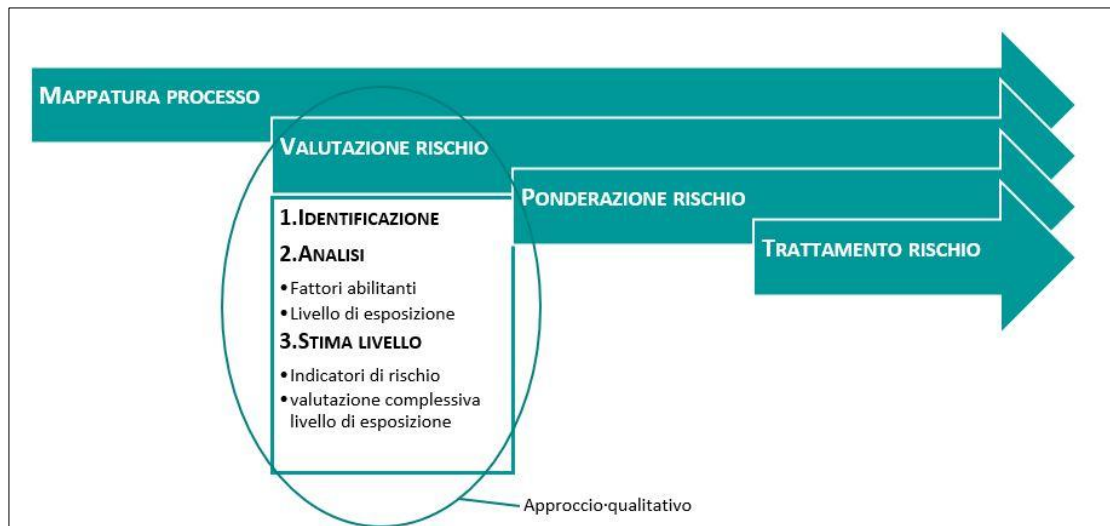 MAPPATURA PROCESSO
VALUTAZIONE RISCHIO
1.IDENTIFICAZIONE
2.ANALISI
•Fattori abilitanti
•Livello di esposizione
3.STIMA LIVELLO
•Indicatori di rischio
•valutazione complessiva
livello di esposizione
PONDERAZIONE RISCHIO
TRATTAMENTO RISCHIO
Approccio·qualitativo